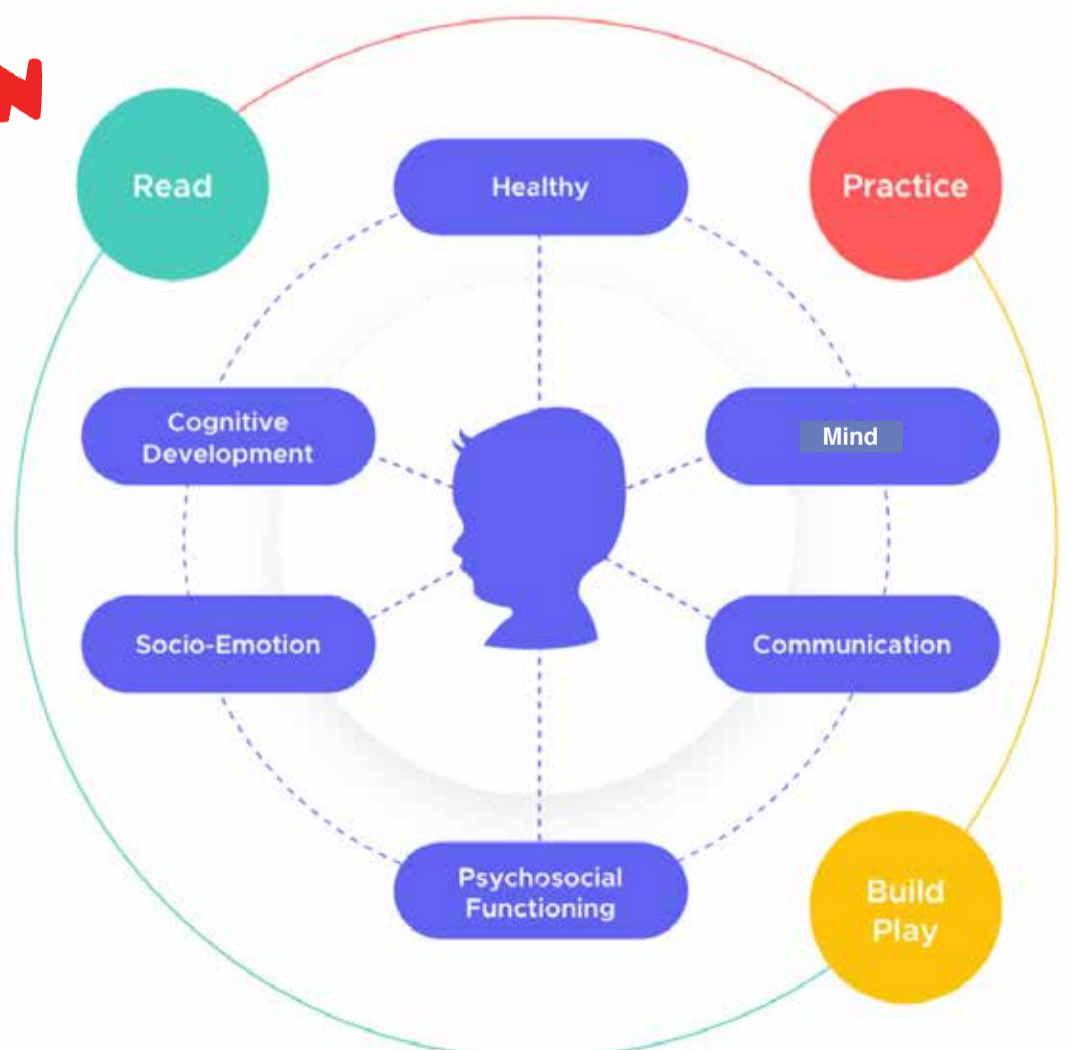 N
Read
Healthy
Practice
Cognitive
Development
Mind
Socio-Emotion
Communication
Psychosocial
Functioning
Build
Play